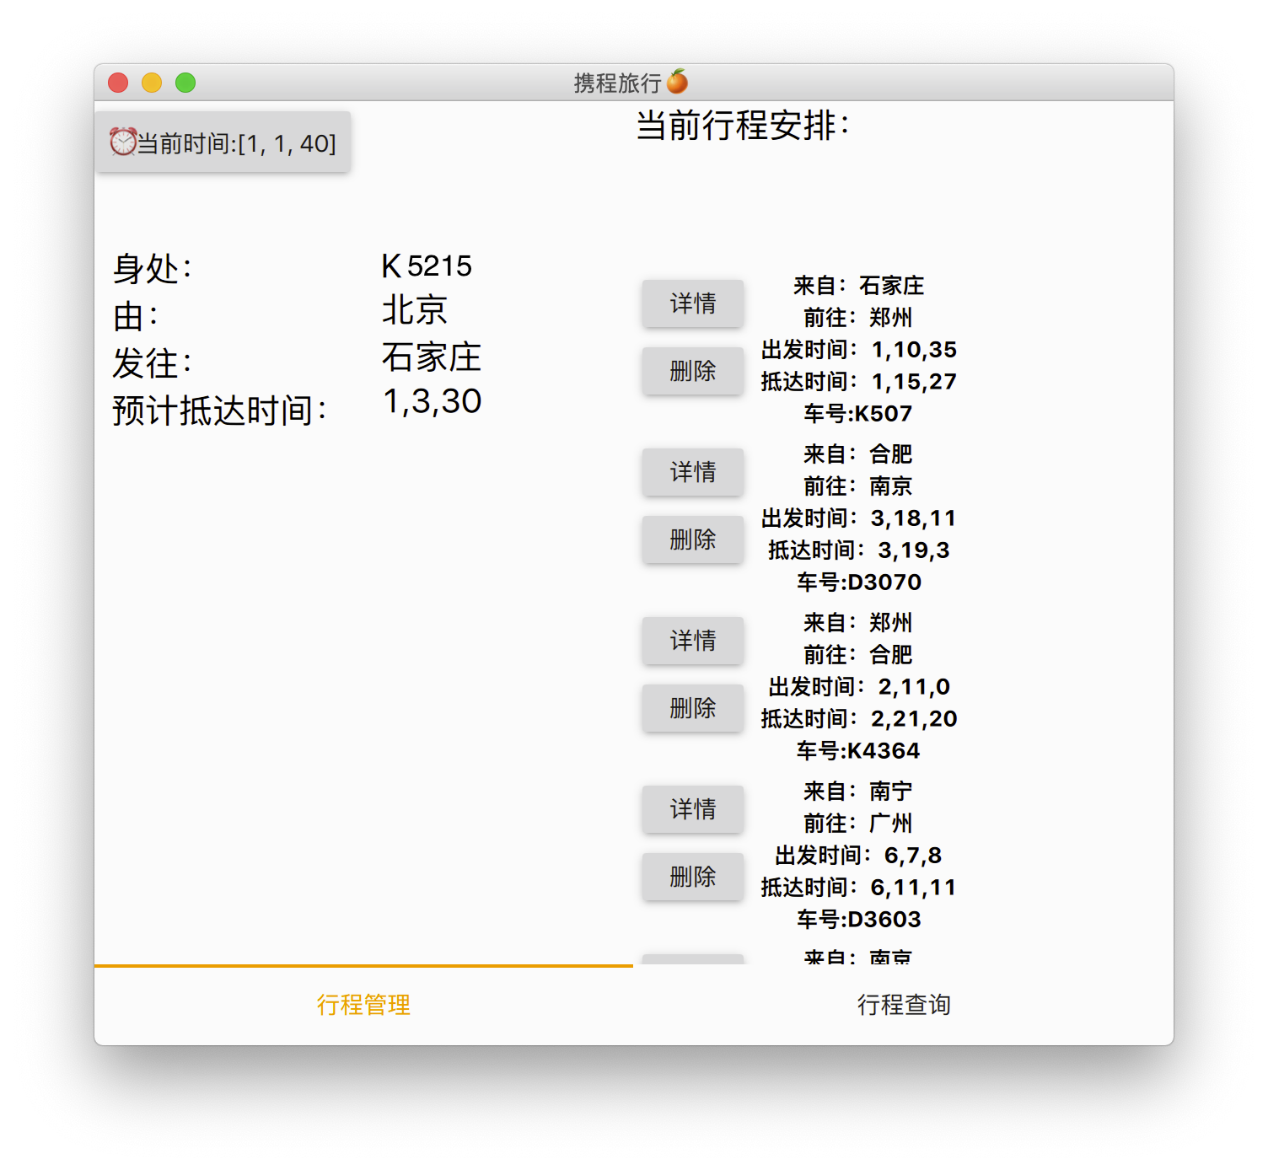 携程旅行
当前时间:[1, 1, 40]
当前行程安排:
身处: K 5215
由: 北京
发往: 石家庄
预计抵达时间: 1,3,30
详情
删除
来自：石家庄
前往：郑州
出发时间：1,10,35
抵达时间：1,15,27
车号:K507
详情
删除
来自：合肥
前往：南京
出发时间：3,18,11
抵达时间：3,19,3
车号:D3070
详情
删除
来自：郑州
前往：合肥
出发时间：2,11,0
抵达时间：2,21,20
车号:K4364
详情
删除
来自：南宁
前往：广州
出发时间：6,7,8
抵达时间：6,11,11
车号:D3603
来自：南京
行程管理
行程查询